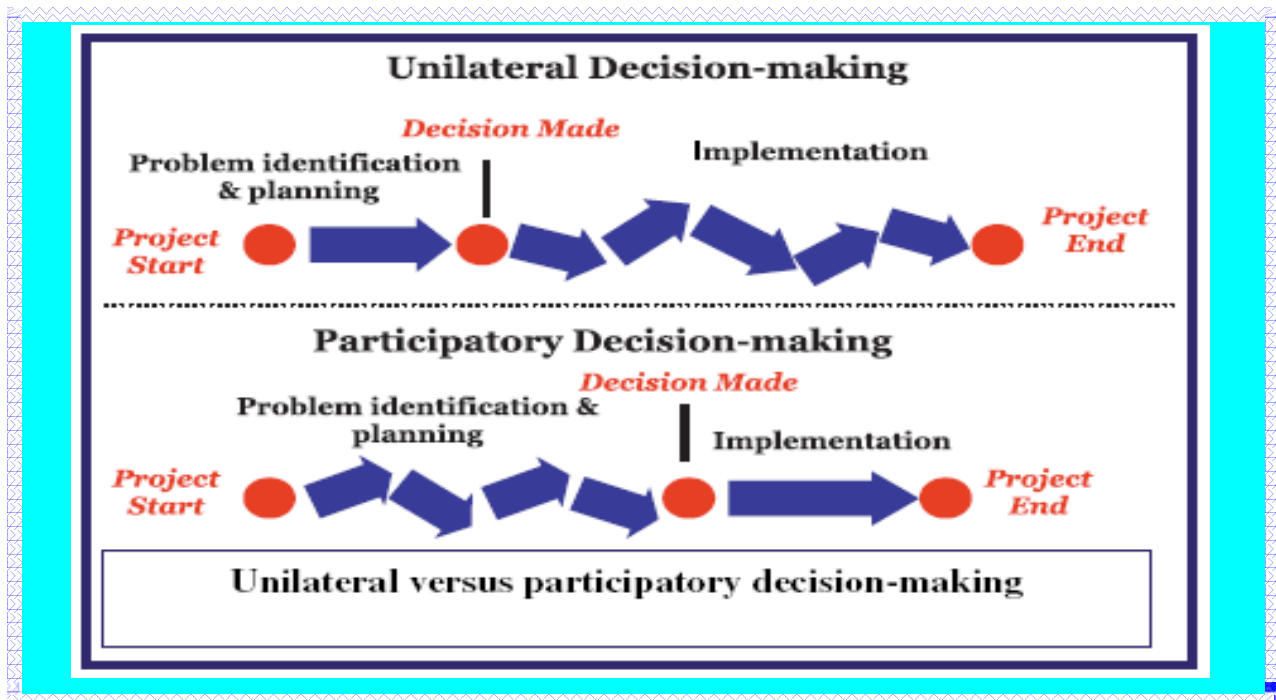 Unilateral Decision-making
Decision Made
Implementation
Problem identification
& planning
Project
Start
Project
End
Participatory Decision-making
Decision Made
Problem identification &
planning
Implementation
Project
Start
Project
End
Unilateral versus participatory decision-making